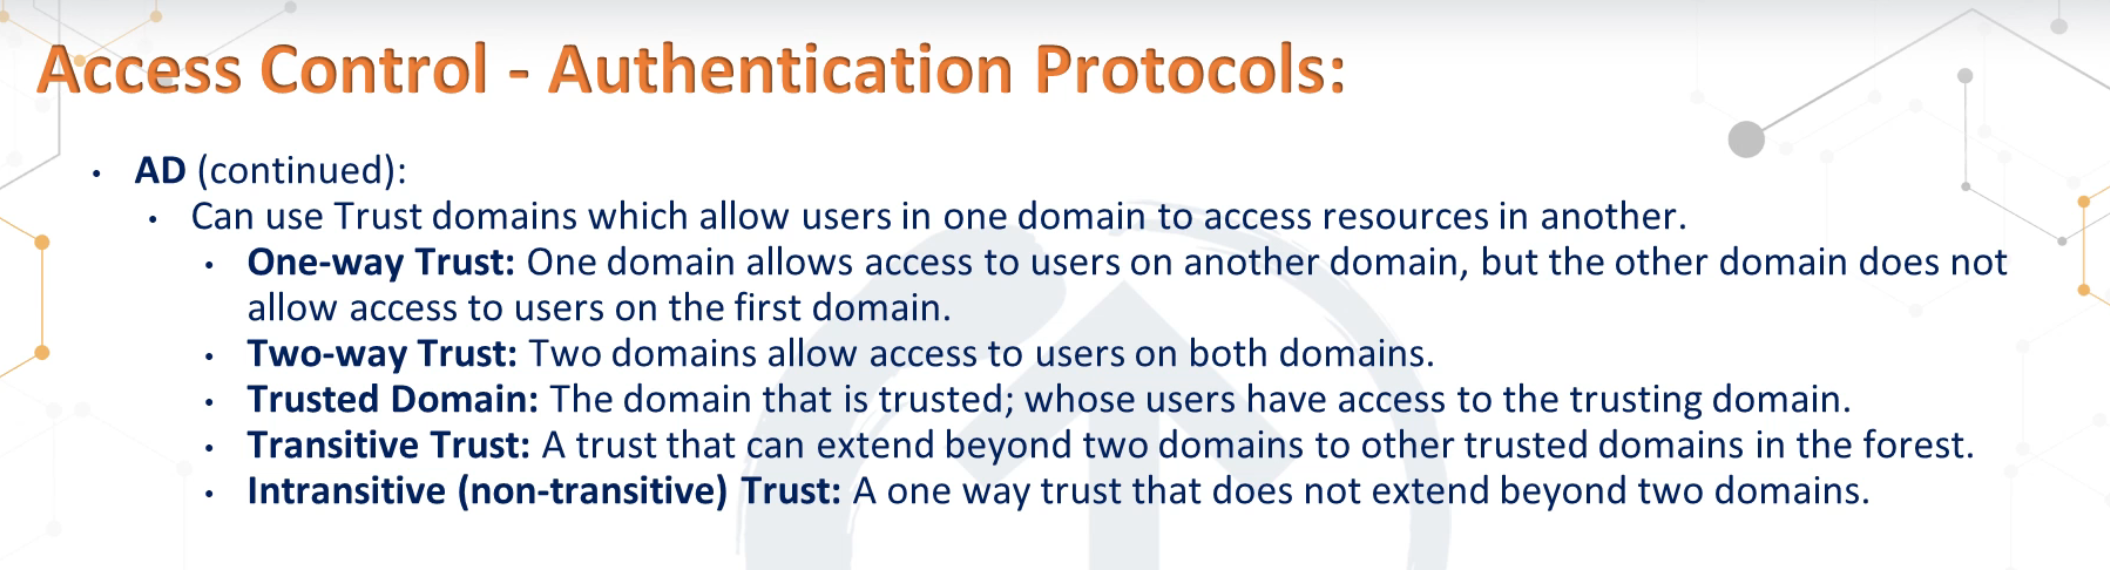 Access Control - Authentication Protocols:
• AD (continued):
• Can use Trust domains which allow users in one domain to access resources in another.
• One-way Trust: One domain allows access to users on another domain, but the other domain does not
allow access to users on the first domain.
• Two-way Trust: Two domains allow access to users on both domains.
• Trusted Domain: The domain that is trusted; whose users have access to the trusting domain.
• Transitive Trust: A trust that can extend beyond two domains to other trusted domains in the forest.
• Intransitive (non-transitive) Trust: A one way trust that does not extend beyond two domains.